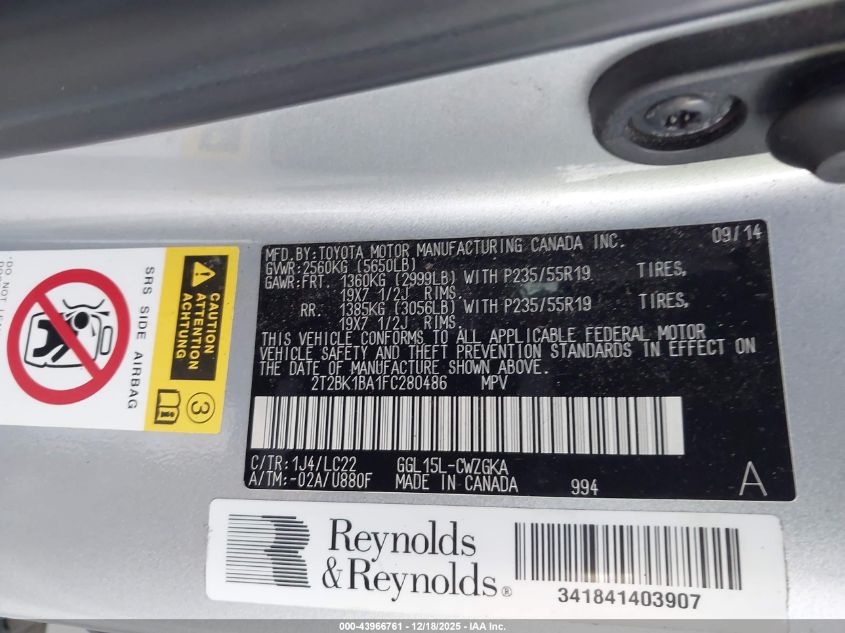 MFD. BY: TOYOTA MOTOR MANUFACTURING CANADA INC. 09/14
GVWR: 2560KG (5650LB)
GAWR: FRT. 1360KG (2999LB) WITH P235/55R19 TIRES,
19X7 1/2J RIMS.
RR. 1385KG (3056LB) WITH P235/55R19 TIRES,
19X7 1/2J RIMS.
THIS VEHICLE CONFORMS TO ALL APPLICABLE FEDERAL MOTOR
VEHICLE SAFETY AND THEFT PREVENTION STANDARDS IN EFFECT ON
THE DATE OF MANUFACTURE SHOWN ABOVE.
2T2BK1BA1FC280486 MPV
C/TR: 1J4/LC22 GGL15L-CWZGKA
A/TM: -02A/U880F MADE IN CANADA 994 A
SRS SIDE AIRBAG
CAUTION
ATTENTION
ACHTUNG
3
Reynolds
& Reynolds®
341841403907
000-43966761 - 12/18/2025 - IAA Inc.